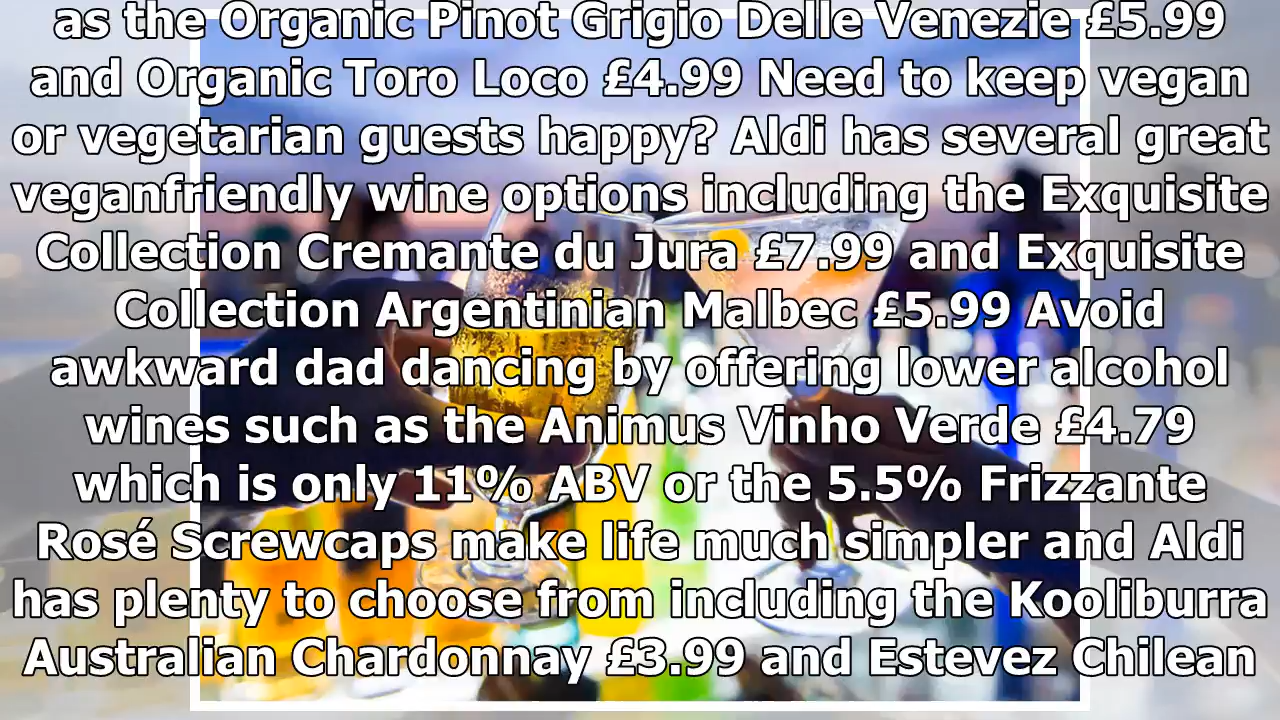 as the Organic Pinot Grigio Delle Venezie £5.99
and Organic Toro Loco £4.99 Need to keep vegan
or vegetarian guests happy? Aldi has several great
veganfriendly wine options including the Exquisite
Collection Cremante du Jura £7.99 and Exquisite
Collection Argentinian Malbec £5.99 Avoid
awkward dad dancing by offering lower alcohol
wines such as the Animus Vinho Verde £4.79
which is only 11% ABV or the 5.5% Frizzante
Rosé Screwcaps make life much simpler and Aldi
has plenty to choose from including the Kooliburra
Australian Chardonnay £3.99 and Estevez Chilean